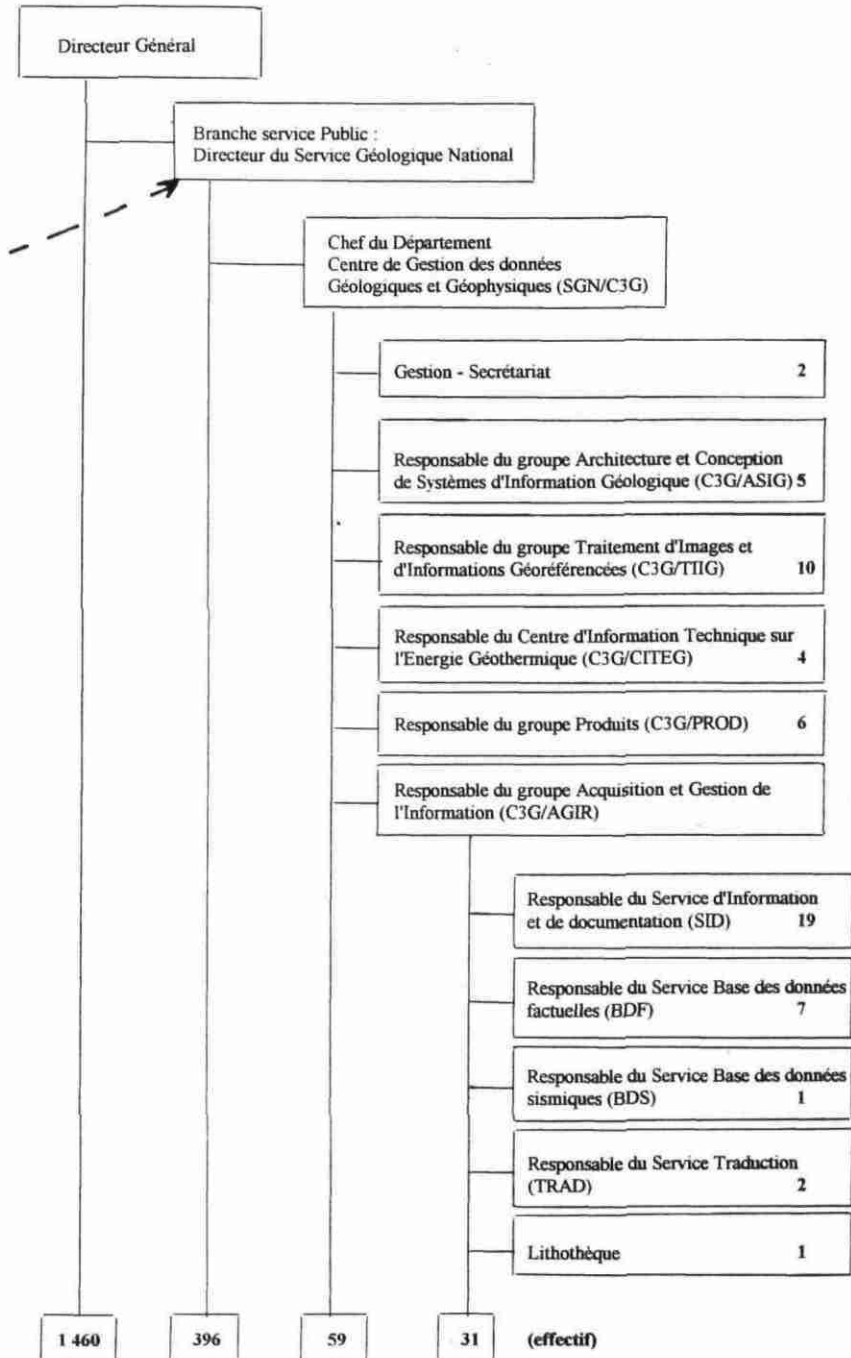 Directeur Général
Branche service Public :
Directeur du Service Géologique National
Chef du Département
Centre de Gestion des données
Géologiques et Géophysiques (SGN/C3G)
Gestion - Secrétariat 2
Responsable du groupe Architecture et Conception
de Systèmes d'Information Géologique (C3G/ASIG) 5
Responsable du groupe Traitement d'Images et
d'Informations Géoréférencées (C3G/TIIG) 10
Responsable du Centre d'Information Technique sur
l'Energie Géothermique (C3G/CITEG) 4
Responsable du groupe Produits (C3G/PROD) 6
Responsable du groupe Acquisition et Gestion de
l'Information (C3G/AGIR)
Responsable du Service d'Information
et de documentation (SID) 19
Responsable du Service Base des données
factuelles (BDF) 7
Responsable du Service Base des données
sismiques (BDS) 1
Responsable du Service Traduction
(TRAD) 2
Lithothèque 1
1 460 396 59 31 (effectif)